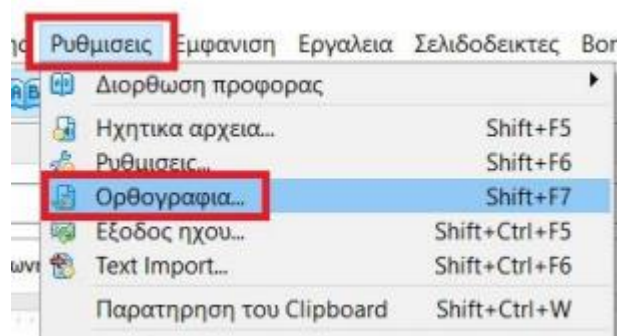 Ρυθμισεις Εμφανιση Εργαλεια Σελιδοδεικτες
Διορθωση προφορας
Ηχητικα αρχεια... Shift+F5
Ρυθμισεις... Shift+F6
Ορθογραφια... Shift+F7
Εξοδος ηχου... Shift+Ctrl+F5
Text Import... Shift+Ctrl+F6
Παρατηρηση του Clipboard Shift+Ctrl+W